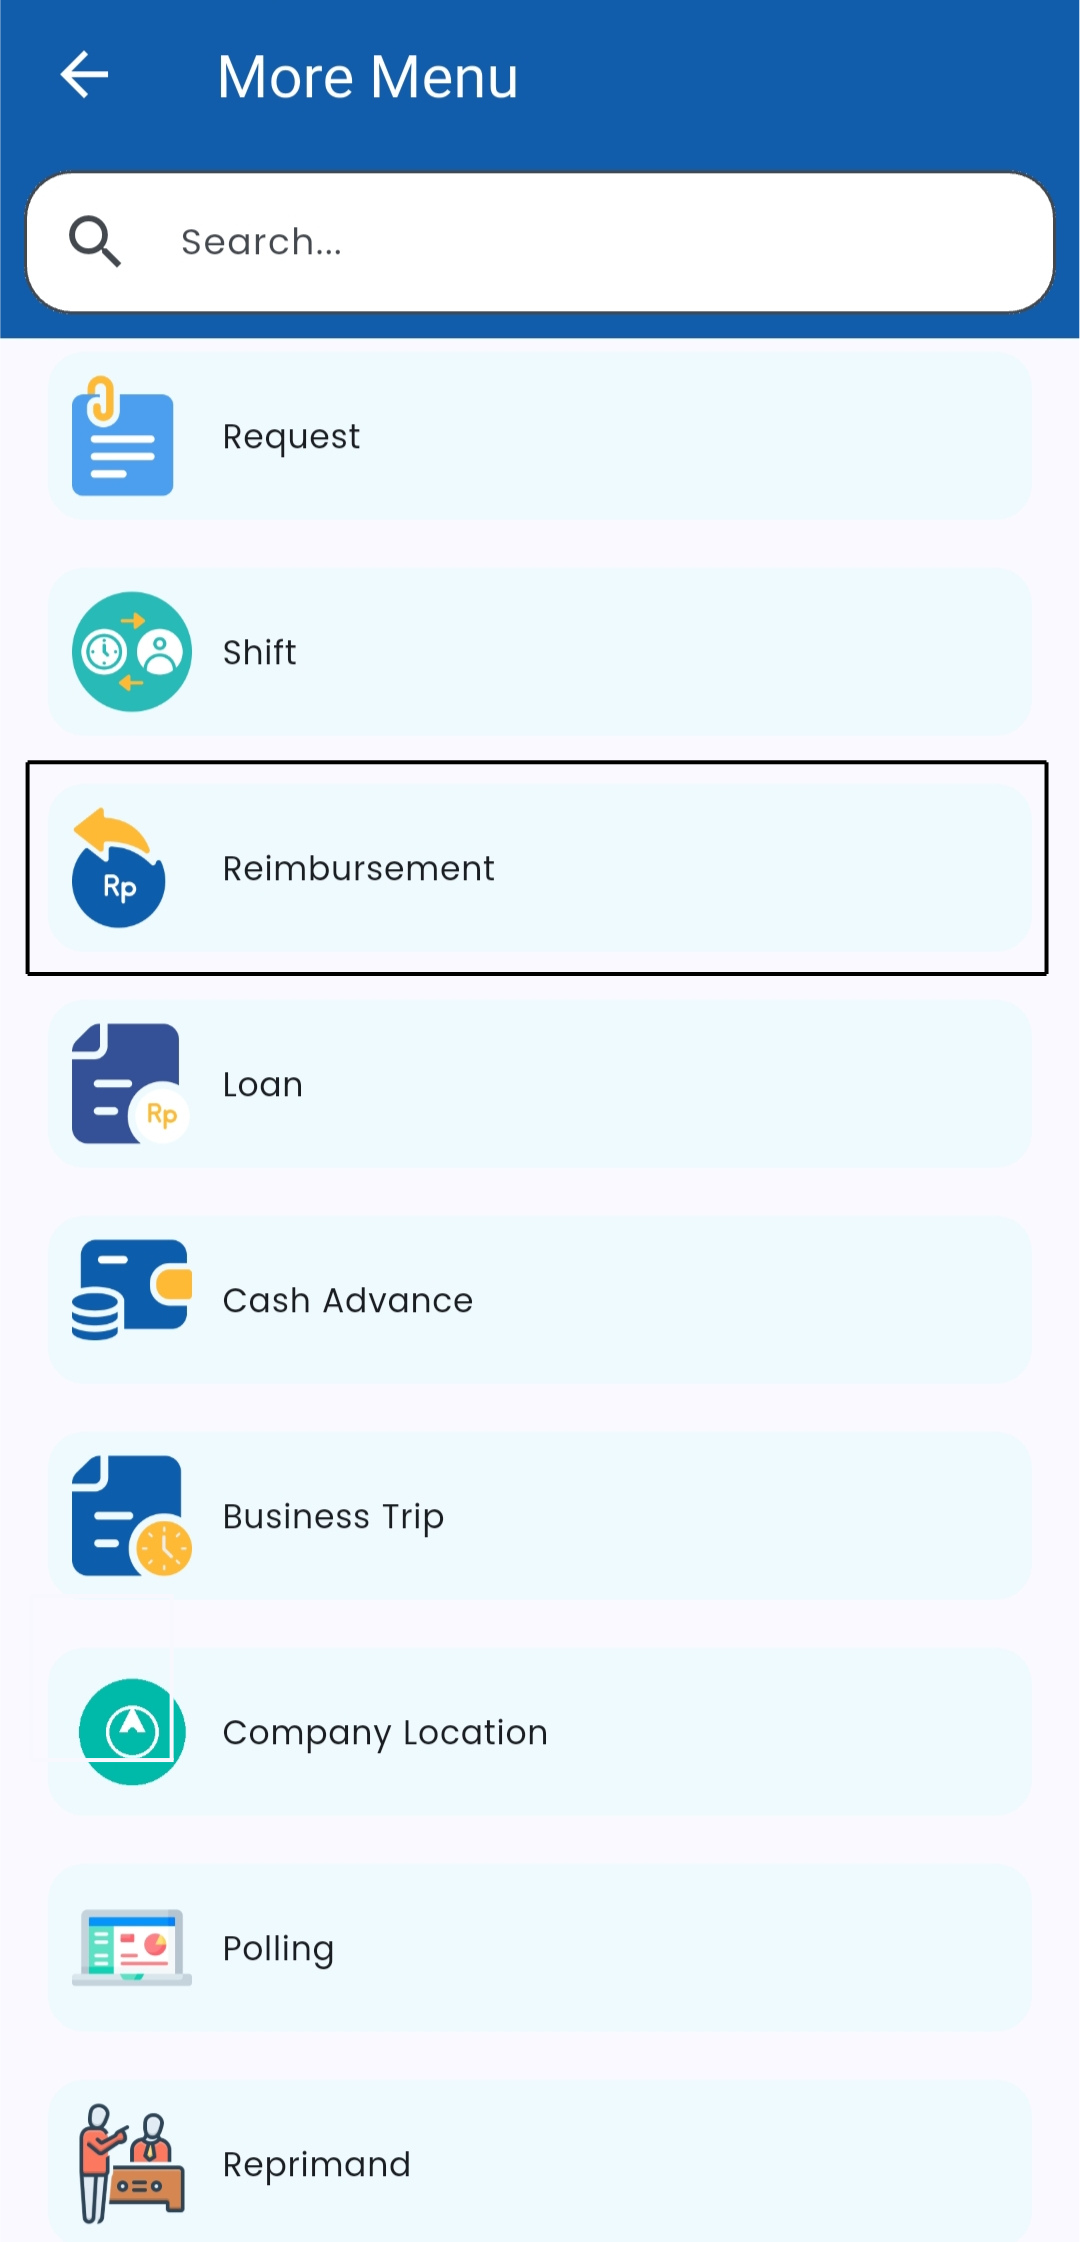 More Menu
Search...
Request
Shift
Rp
Reimbursement
Loan
Rp
Cash Advance
Business Trip
Company Location
Polling
Reprimand